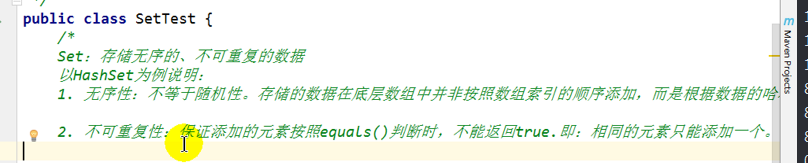 */
public class SetTest {
/*
Set：存储无序的、不可重复的数据
以HashSet为例说明：
1. 无序性：不等于随机性。存储的数据在底层数组中并非按照数组索引的顺序添加，而是根据数据的哈
2. 不可重复性：保证添加的元素按照equals()判断时，不能返回true.即：相同的元素只能添加一个。
Maven Projects